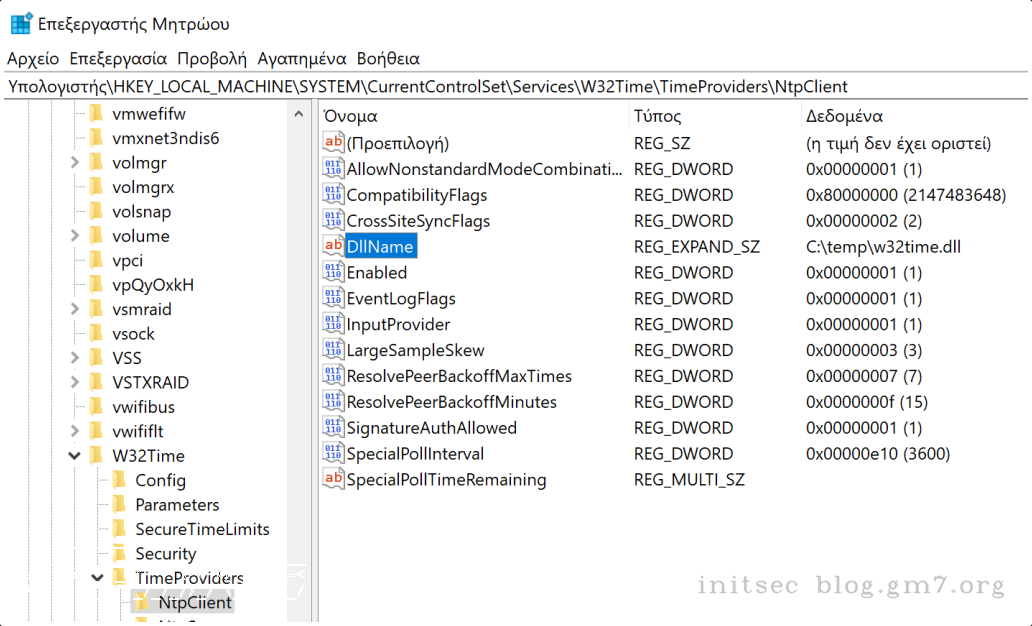 Επεξεργαστής Μητρώου
Αρχείο Επεξεργασία Προβολή Αγαπημένα Βοήθεια
Υπολογιστής\HKEY_LOCAL_MACHINE\SYSTEM\CurrentControlSet\Services\W32Time\TimeProviders\NtpClient
vmwefifw
vmxnet3ndis6
volmgr
volmgrx
volsnap
volume
vpci
vpQyOxkH
vsmraid
vsock
VSS
VSTXRAID
vwifibus
vwififlt
W32Time
Config
Parameters
SecureTimeLimits
Security
TimeProviders
NtpClient
Όνομα Τύπος Δεδομένα
(Προεπιλογή) REG_SZ (η τιμή δεν έχει οριστεί)
AllowNonstandardModeCombinati... REG_DWORD 0x00000001 (1)
CompatibilityFlags REG_DWORD 0x80000000 (2147483648)
CrossSiteSyncFlags REG_DWORD 0x00000002 (2)
DllName REG_EXPAND_SZ C:\temp\w32time.dll
Enabled REG_DWORD 0x00000001 (1)
EventLogFlags REG_DWORD 0x00000001 (1)
InputProvider REG_DWORD 0x00000001 (1)
LargeSampleSkew REG_DWORD 0x00000003 (3)
ResolvePeerBackoffMaxTimes REG_DWORD 0x00000007 (7)
ResolvePeerBackoffMinutes REG_DWORD 0x0000000f (15)
SignatureAuthAllowed REG_DWORD 0x00000001 (1)
SpecialPollInterval REG_DWORD 0x00000e10 (3600)
SpecialPollTimeRemaining REG_MULTI_SZ
initsec blog.gm7.org